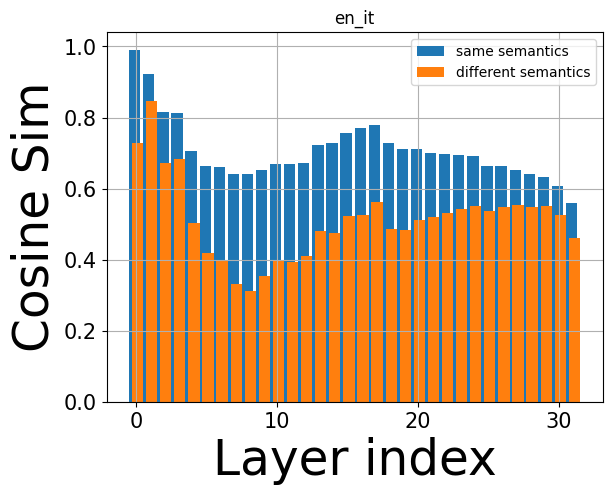 en_it
same semantics
different semantics
Cosine Sim
1.0
0.8
0.6
0.4
0.2
0.0
0 10 20 30
Layer index